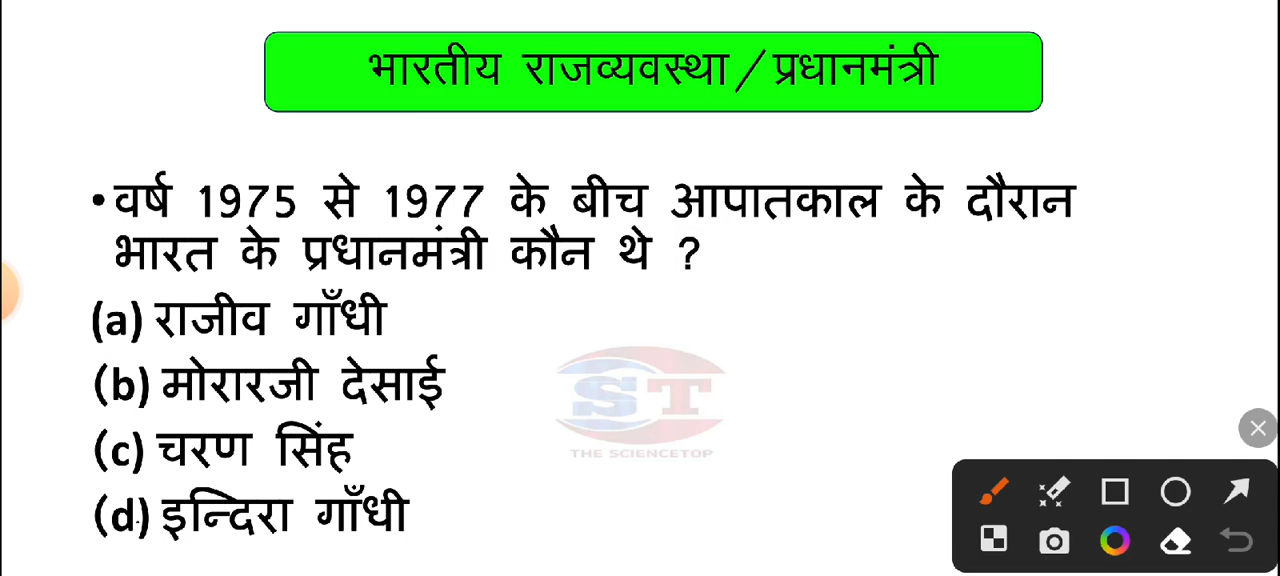 भारतीय राजव्यवस्था/प्रधानमंत्री
•वर्ष 1975 से 1977 के बीच आपातकाल के दौरान
भारत के प्रधानमंत्री कौन थे ?
(a) राजीव गाँधी
(b) मोरारजी देसाई
(c) चरण सिंह
(d) इन्दिरा गाँधी
ST
THE SCIENCETOP